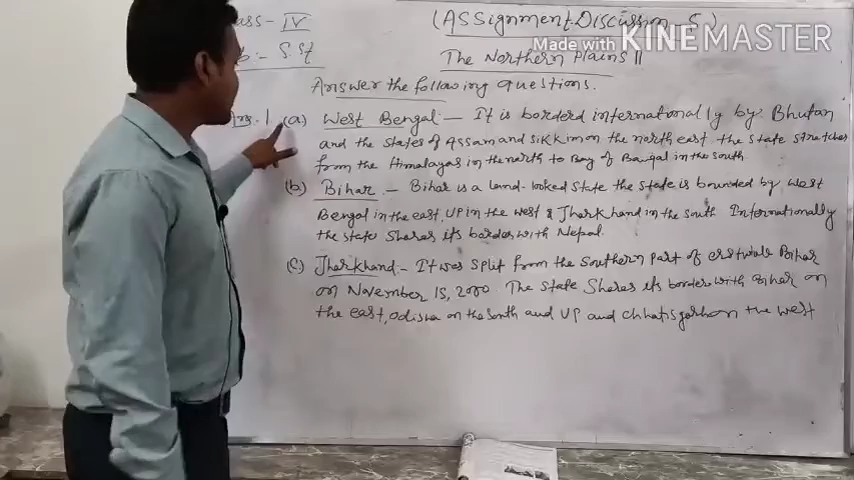 ass - IV
(Assignment Discussion - 5)
Made with KINEMASTER
b :- S.St
The Northern Plains II
Answer the following questions.
Ans. 1 (a) West Bengal — It is borderd internationally by Bhutan
and the states of Assam and Sikkim on the north east. the state stretches
from the Himalayas in the north to Bay of Bangal in the south
(b) Bihar - Bihar is a land-looked state the state is bounded by west
Bengal in the east, UP in the west & Jharkhand in the south Internationally
the state shares its border with Nepal.
(c) Jharkhand - It was split from the southern part of erstwhile Bihar
on November 15, 2000 The state shares its border with Bihar on
the east, odisha on the south and UP and chhatisgarh on the west